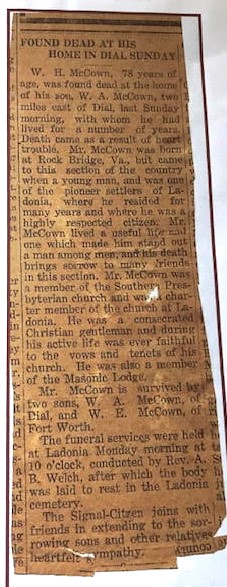 FOUND DEAD AT HIS
HOME IN DIAL SUNDAY
W. H. McCown, 78 years of
age, was found dead at the home
of his son, W. A. McCown, two
miles east of Dial, last Sunday
morning, with whom he had
lived for a number of years.
Death came as a result of heart
trouble. Mr. McCown was born
at Rock Bridge, Va., but came
to this section of the country
when a young man, and was one
of the pioneer settlers of La-
donia, where he resided for
many years and where he was a
highly respected citizen. Mr.
McCown lived a useful life and
one which made him stand out
a man among men, and his death
brings sorrow to many friends
in this section. Mr. McCown was
a member of the Southern Pres-
byterian church and was a char-
ter member of the church at La-
donia. He was a consecrated
Christian gentleman and during
his active life was ever faithful
to the vows and tenets of his
church. He was also a member
of the Masonic Lodge.
Mr. McCown is survived by
two sons, W. A. McCown, of
Dial, and W. E. McCown, of
Fort Worth.
The funeral services were held
at Ladonia Monday morning at
10 o'clock, conducted by Rev. A. S.
B. Welch, after which the body
was laid to rest in the Ladonia
cemetery.
The Signal-Citzen joins with
friends in extending to the sor-
rowing sons and other relatives
heartfelt sympathy.